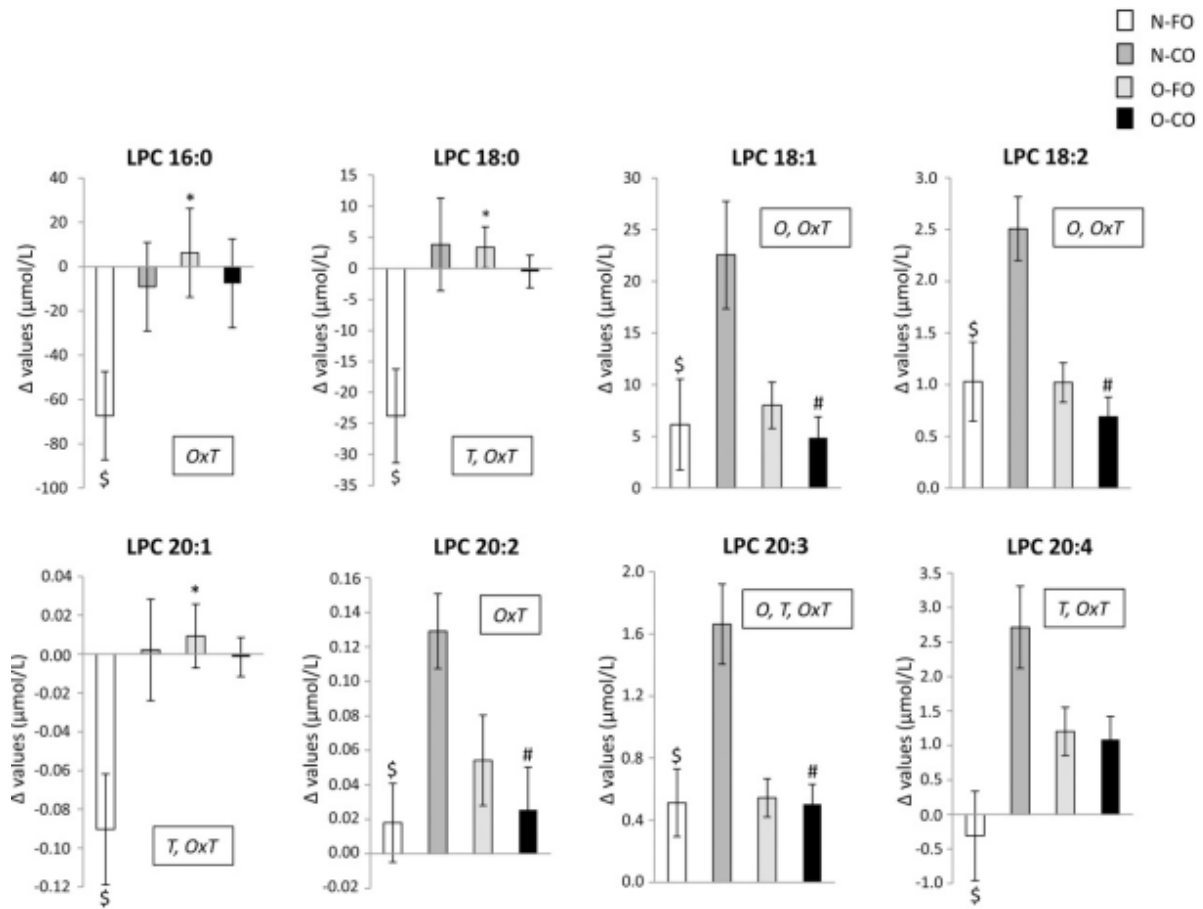 N-FO
N-CO
O-FO
O-CO
LPC 16:0
Δ values (µmol/L)
40
20
0
-20
-40
-60
-80
-100
*
$
OxT
LPC 18:0
Δ values (µmol/L)
15
10
5
0
-5
-10
-15
-20
-25
-30
-35
*
$
T, OxT
LPC 18:1
Δ values (µmol/L)
30
25
20
15
10
5
0
O, OxT
$
#
LPC 18:2
Δ values (µmol/L)
3.0
2.5
2.0
1.5
1.0
0.5
0.0
O, OxT
$
#
LPC 20:1
Δ values (µmol/L)
0.04
0.02
0.00
-0.02
-0.04
-0.06
-0.08
-0.10
-0.12
*
$
T, OxT
LPC 20:2
Δ values (µmol/L)
0.16
0.14
0.12
0.10
0.08
0.06
0.04
0.02
0.00
-0.02
OxT
$
#
LPC 20:3
Δ values (µmol/L)
2.0
1.6
1.2
0.8
0.4
0.0
O, T, OxT
$
#
LPC 20:4
Δ values (µmol/L)
3.5
3.0
2.5
2.0
1.5
1.0
0.5
0.0
-0.5
-1.0
T, OxT
$